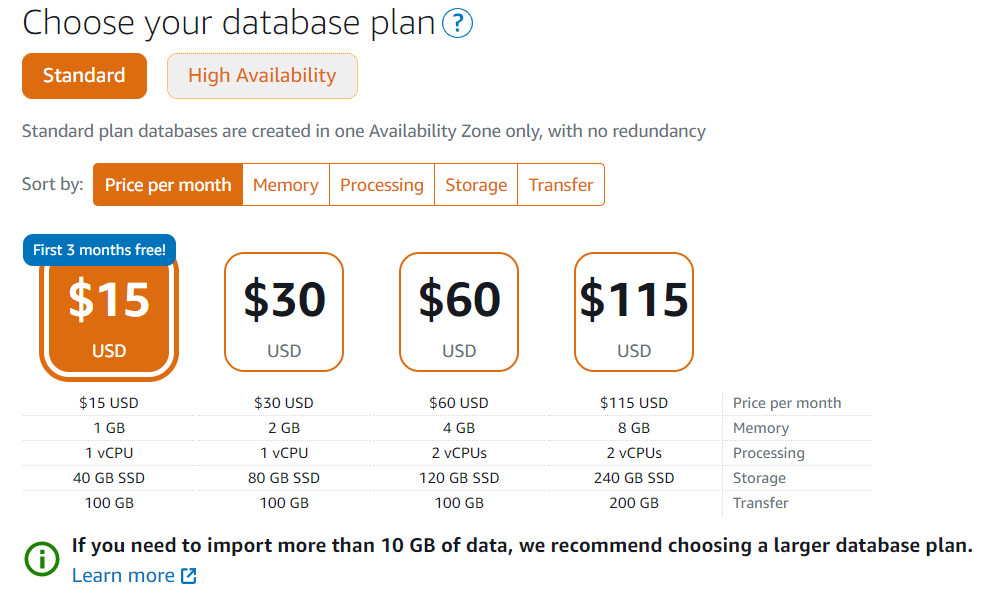 Choose your database plan ?
Standard
High Availability
Standard plan databases are created in one Availability Zone only, with no redundancy
Sort by: Price per month Memory Processing Storage Transfer
First 3 months free!
$15 $30 $60 $115
USD USD USD USD
$15 USD $30 USD $60 USD $115 USD Price per month
1 GB 2 GB 4 GB 8 GB Memory
1 vCPU 1 vCPU 2 vCPUs 2 vCPUs Processing
40 GB SSD 80 GB SSD 120 GB SSD 240 GB SSD Storage
100 GB 100 GB 100 GB 200 GB Transfer
If you need to import more than 10 GB of data, we recommend choosing a larger database plan.
Learn more